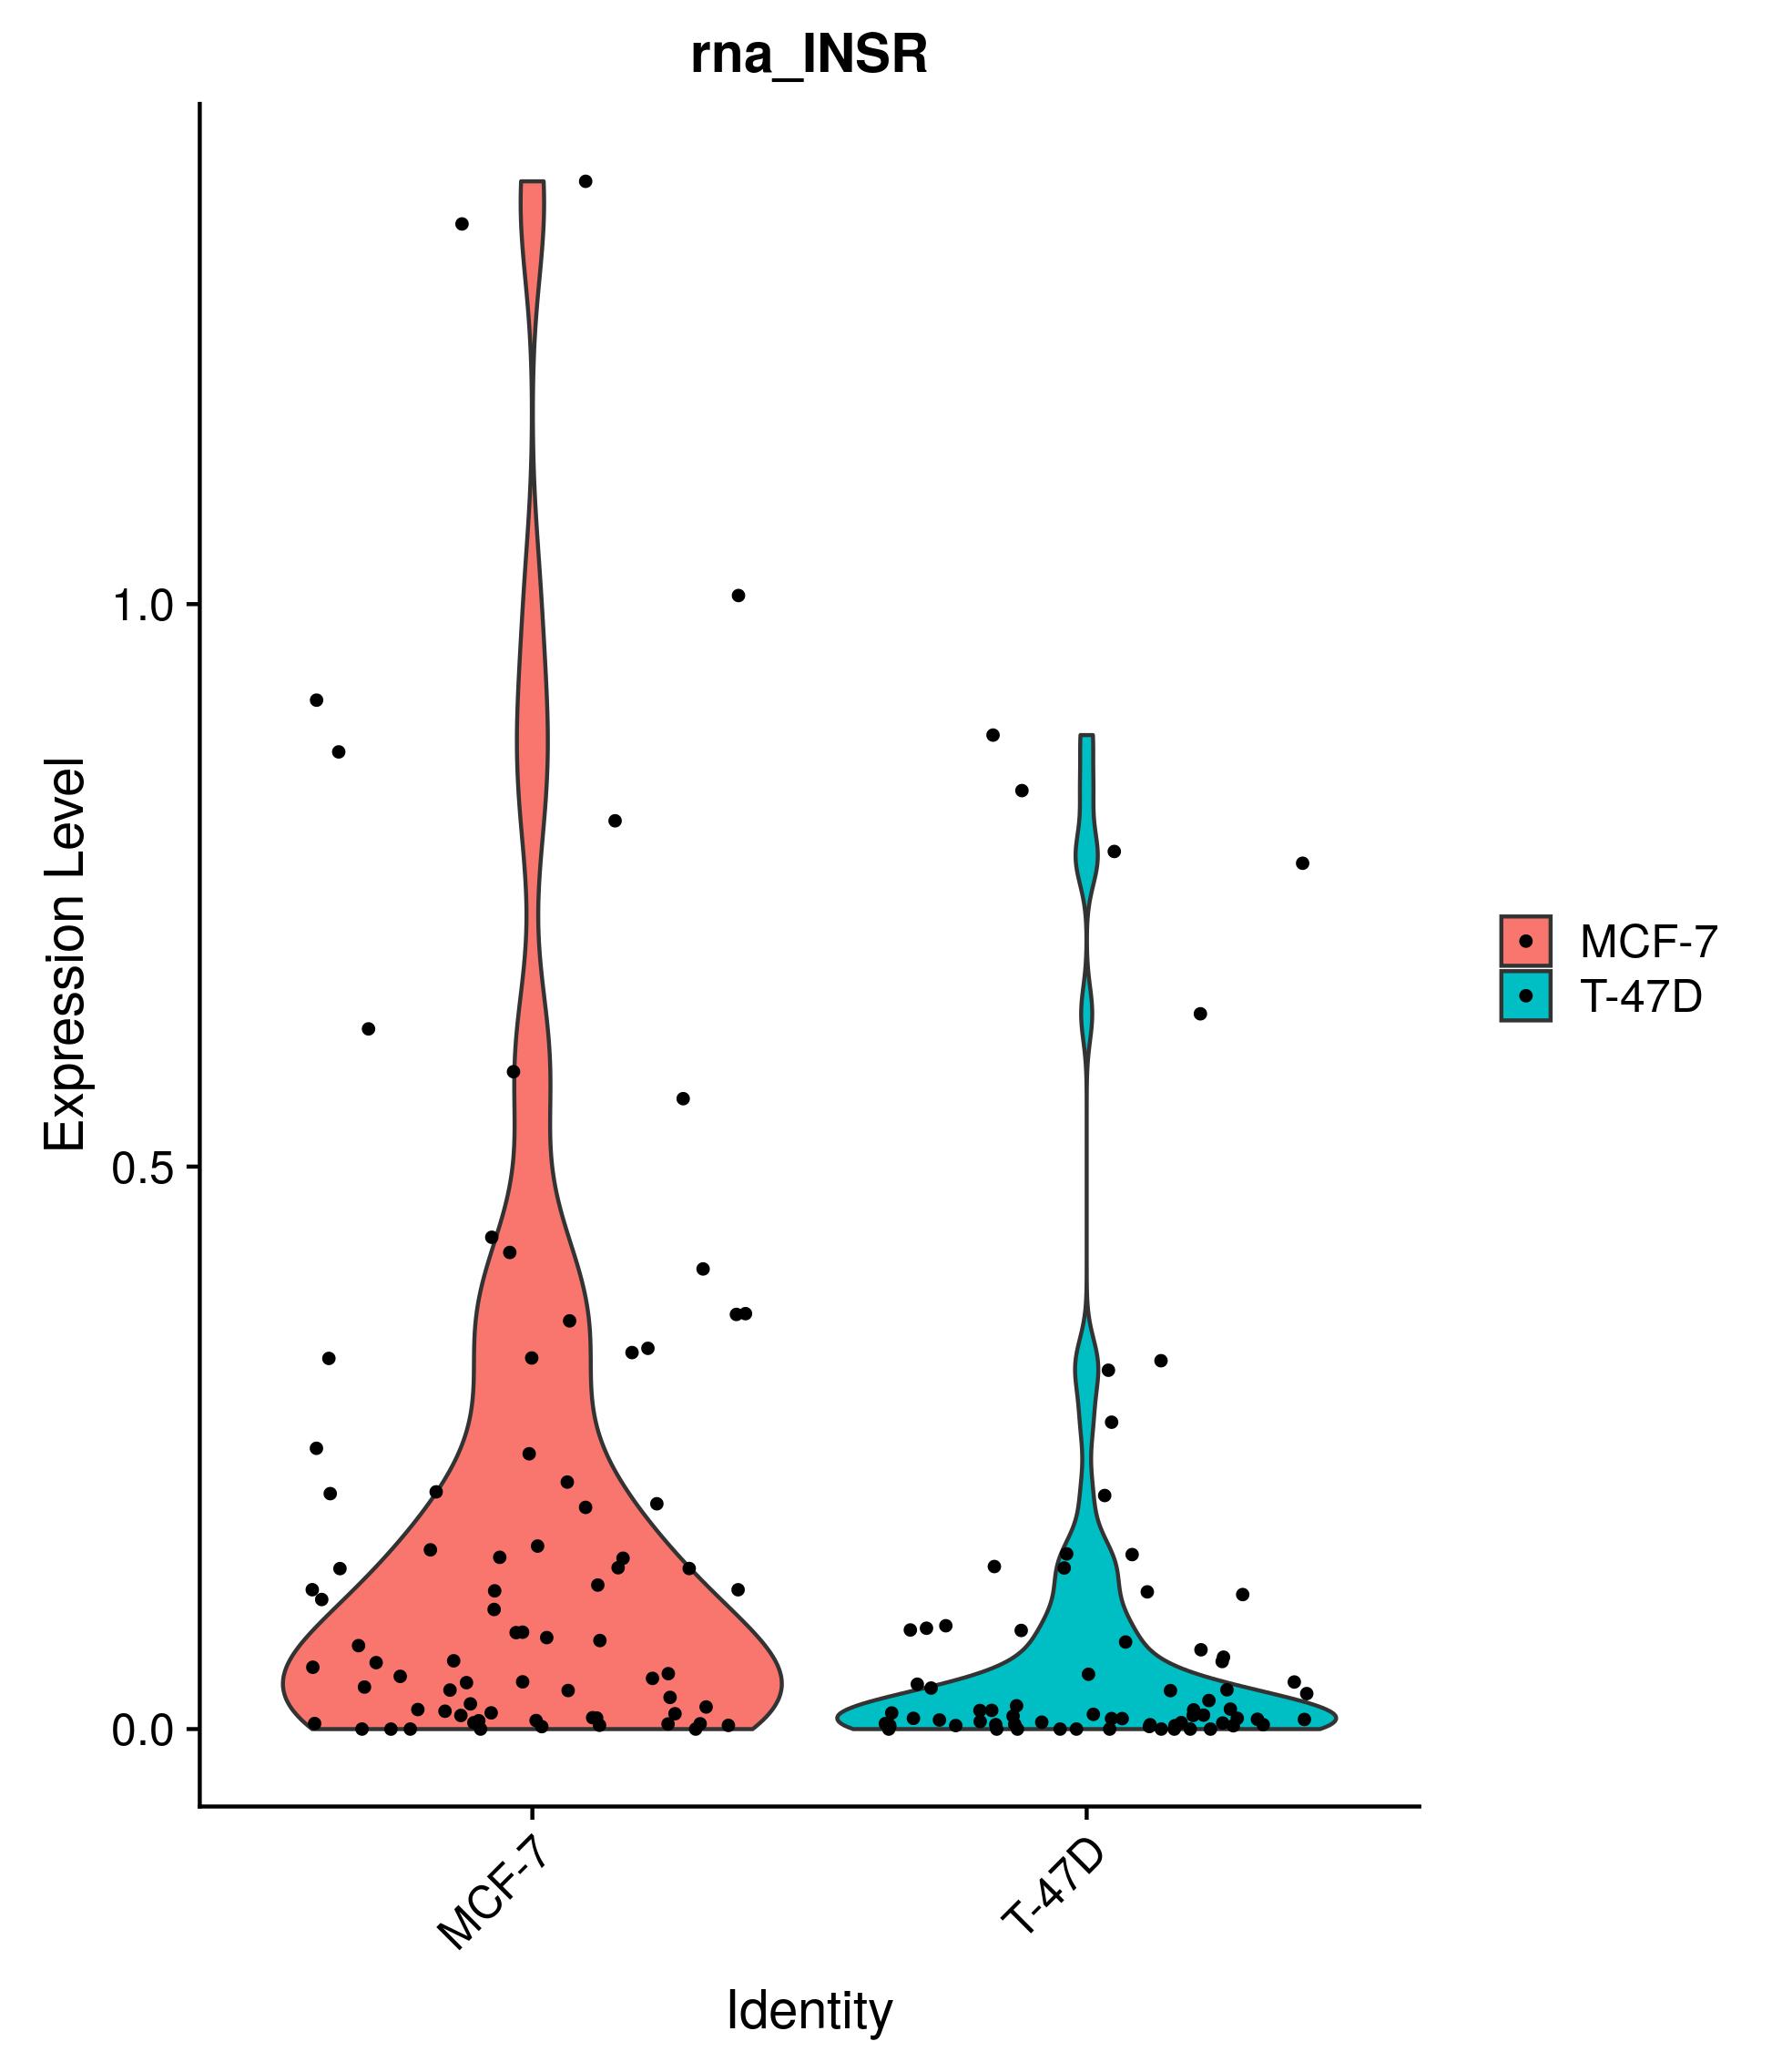 rna_INSR
Expression Level
1.0
0.5
0.0
MCF-7
T-47D
Identity
MCF-7
T-47D